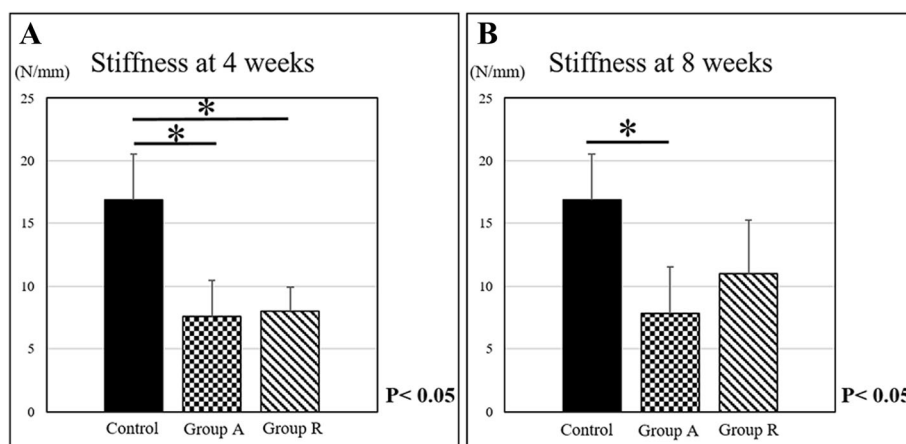 A
Stiffness at 4 weeks
(N/mm)
25
20
15
10
5
0
*
*
Control
Group A
Group R
P< 0.05
B
Stiffness at 8 weeks
(N/mm)
25
20
15
10
5
0
*
Control
Group A
Group R
P< 0.05